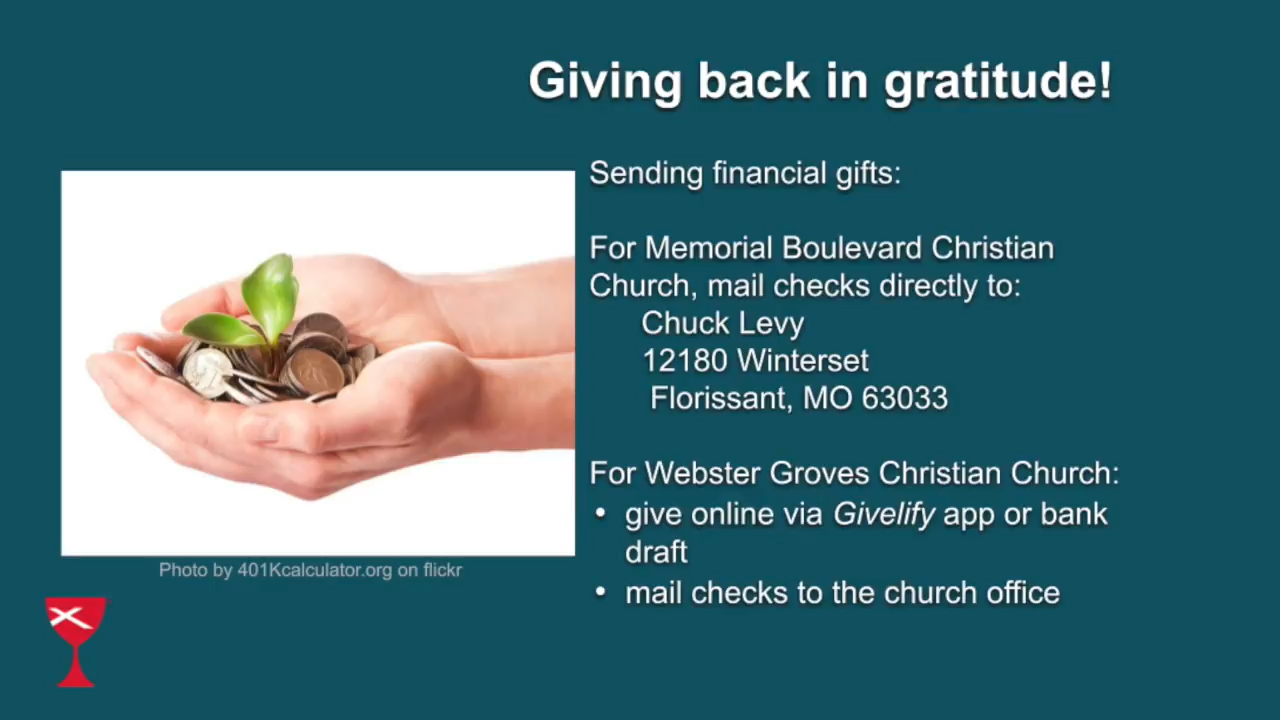 Giving back in gratitude!
Sending financial gifts:
For Memorial Boulevard Christian
Church, mail checks directly to:
Chuck Levy
12180 Winterset
Florissant, MO 63033
For Webster Groves Christian Church:
• give online via Givelify app or bank
draft
• mail checks to the church office
Photo by 401Kcalculator.org on flickr